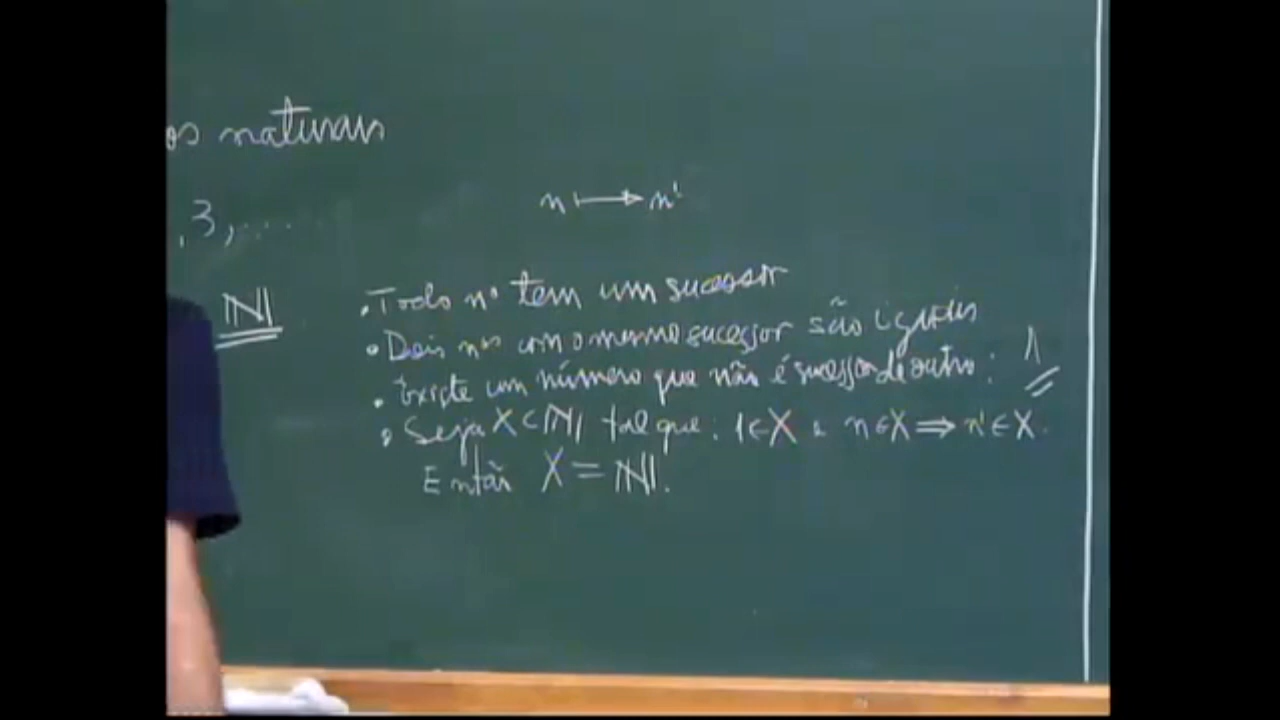 os naturais
, 3, ....
n ⟼ n'
ℕ
• Todo nº tem um sucessor
• Dois nos com o mesmo sucessor são iguais
• Existe um número que não é sucessor de outro : 1
• Seja X ⊂ ℕ tal que : 1 ∈ X e n ∈ X ⟹ n' ∈ X.
Então X = ℕ.